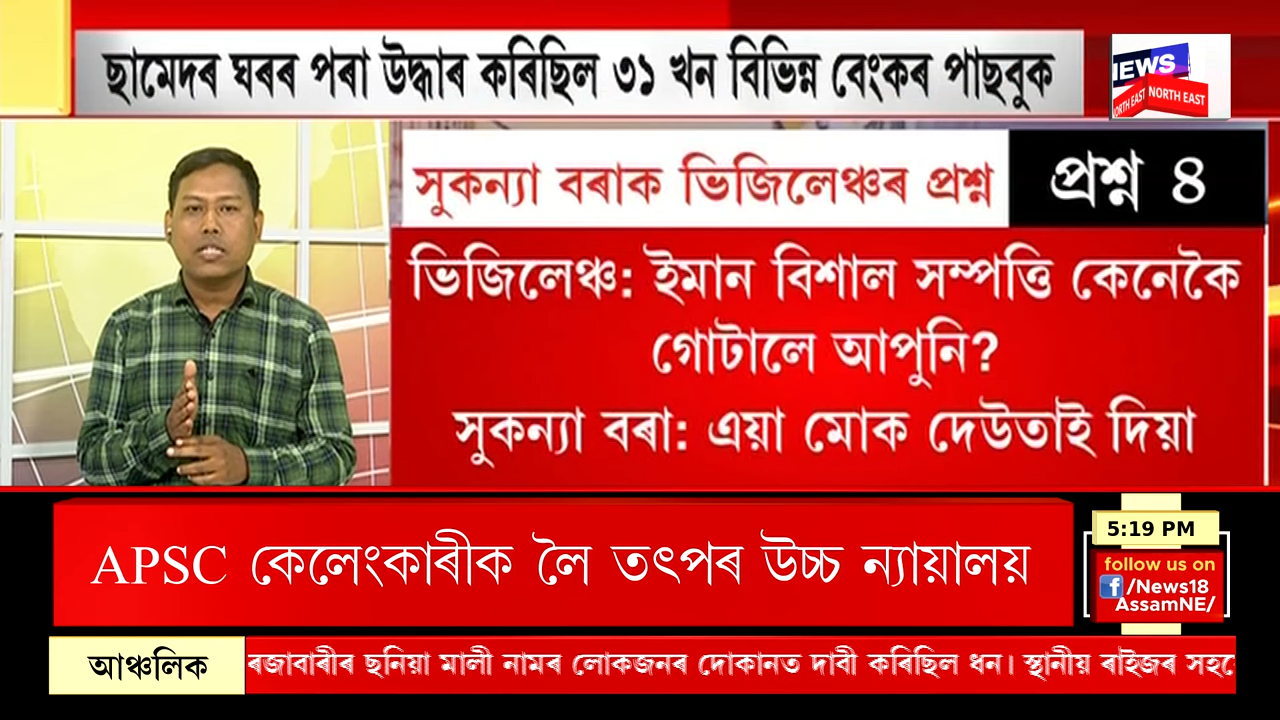 ছামেদৰ ঘৰৰ পৰা উদ্ধাৰ কৰিছিল ৩১ খন বিভিন্ন বেংকৰ পাছবুক
NEWS
NORTH EAST NORTH EAST
সুকন্যা বৰাক ভিজিলেঞ্চৰ প্ৰশ্ন
প্ৰশ্ন ৪
ভিজিলেঞ্চ: ইমান বিশাল সম্পত্তি কেনেকৈ
গোটালে আপুনি?
সুকন্যা বৰা: এয়া মোক দেউতাই দিয়া
APSC কেলেংকাৰীক লৈ তৎপৰ উচ্চ ন্যায়ালয়
5:19 PM
follow us on
/News18
AssamNE/
আঞ্চলিক
ৰজাবাৰীৰ ছনিয়া মালী নামৰ লোকজনৰ দোকানত দাবী কৰিছিল ধন। স্থানীয় ৰাইজৰ